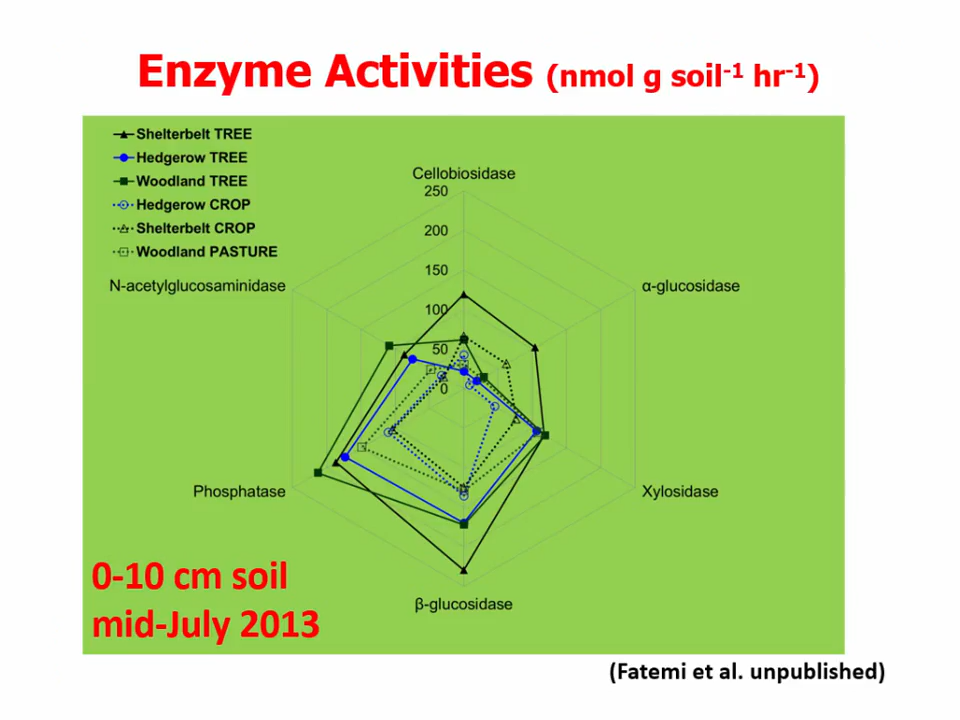 Enzyme Activities (nmol g soil-1 hr-1)
Shelterbelt TREE
Hedgerow TREE
Woodland TREE
Hedgerow CROP
Shelterbelt CROP
Woodland PASTURE
Cellobiosidase
250
200
150
100
50
0
N-acetylglucosaminidase
α-glucosidase
Phosphatase
Xylosidase
β-glucosidase
0-10 cm soil
mid-July 2013
(Fatemi et al. unpublished)